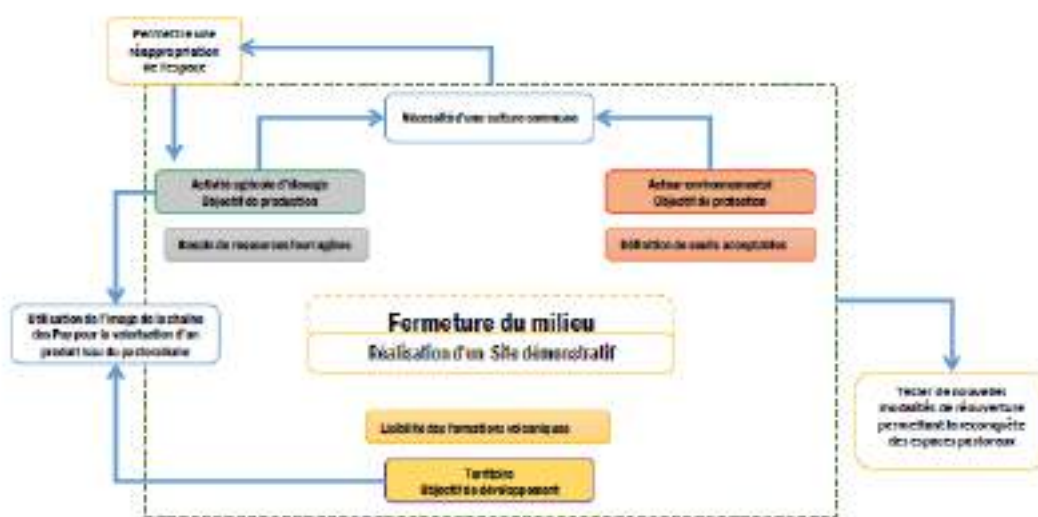 Permettre une
réappropriation
de l'espace
Nécessité d'une culture commune
Activité agricole d'élevage
Objectif de production
Acteur environnemental
Objectif de protection
Besoin de ressources fourragères
Définition de seuils acceptables
Utilisation de l'image de la chaîne
des Puy pour la valorisation d'un
produit issu du pastoralisme
Fermeture du milieu
Réalisation d'un Site démonstratif
Tester de nouvelles
modalités de réouverture
permettant la reconquête
des espaces pastoraux
Lisibilité des formations volcaniques
Territoire
Objectif de développement